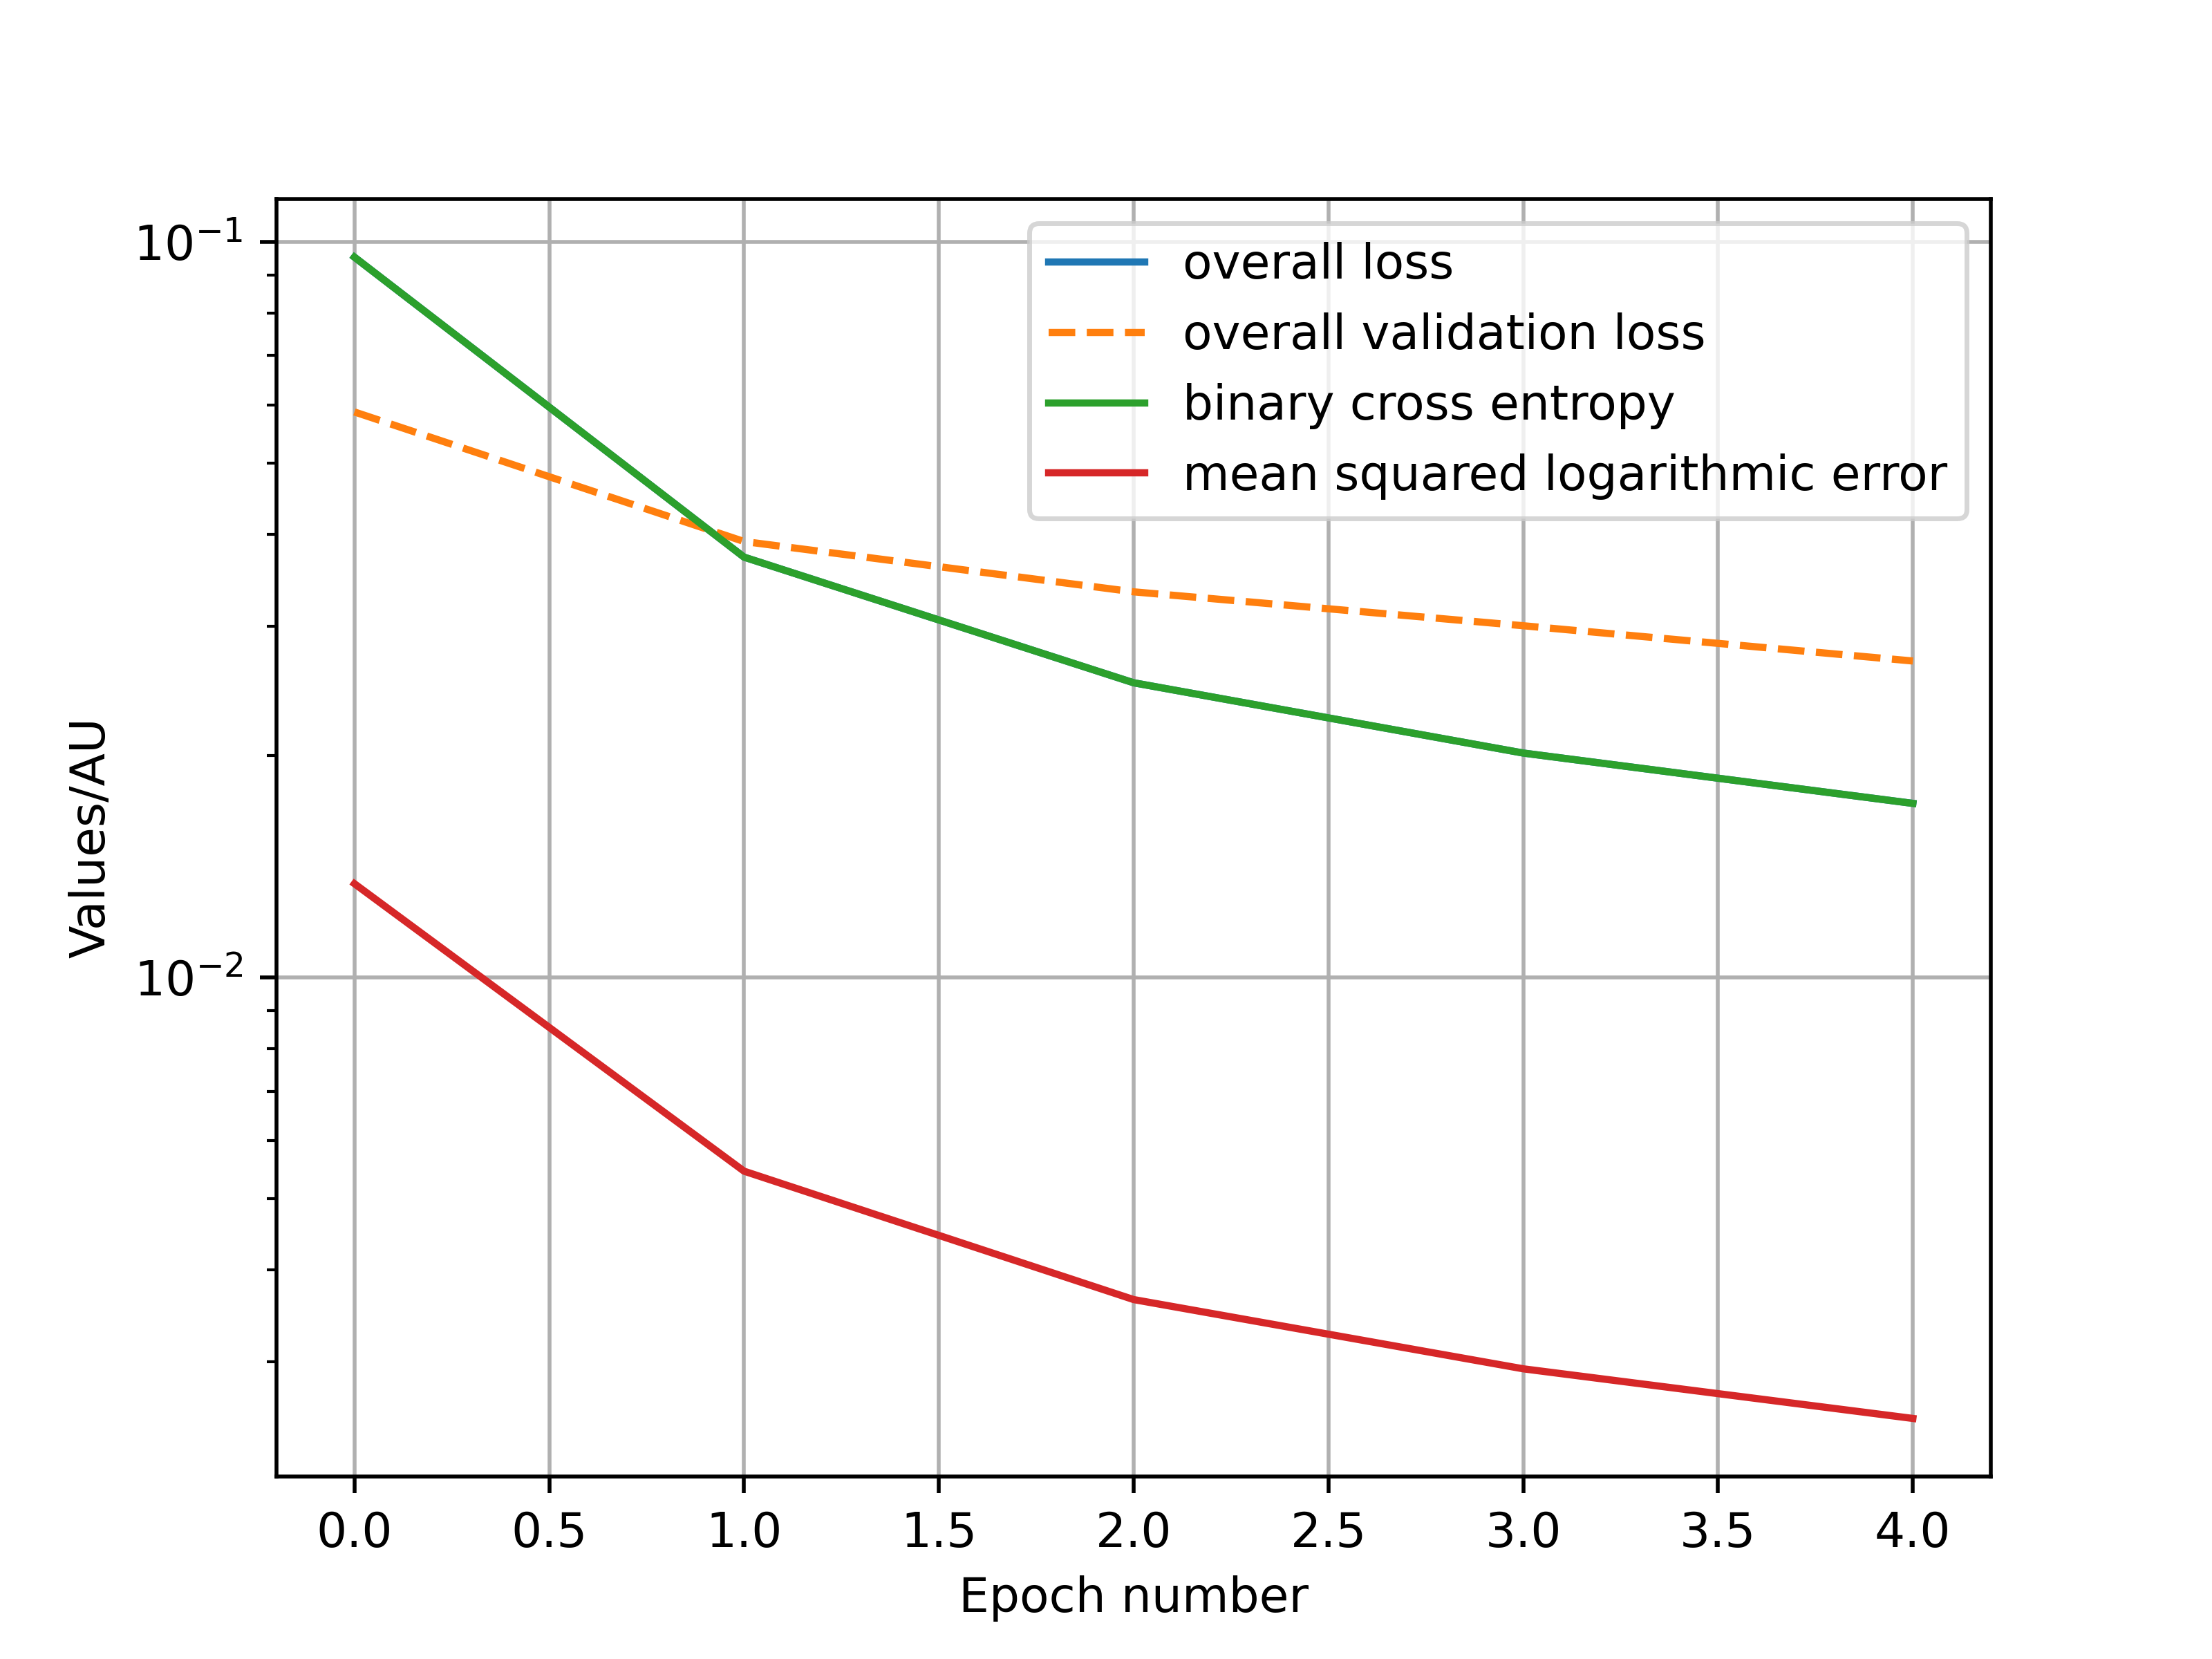 10⁻¹
overall loss
overall validation loss
binary cross entropy
mean squared logarithmic error
Values/AU
10⁻²
0.0 0.5 1.0 1.5 2.0 2.5 3.0 3.5 4.0
Epoch number